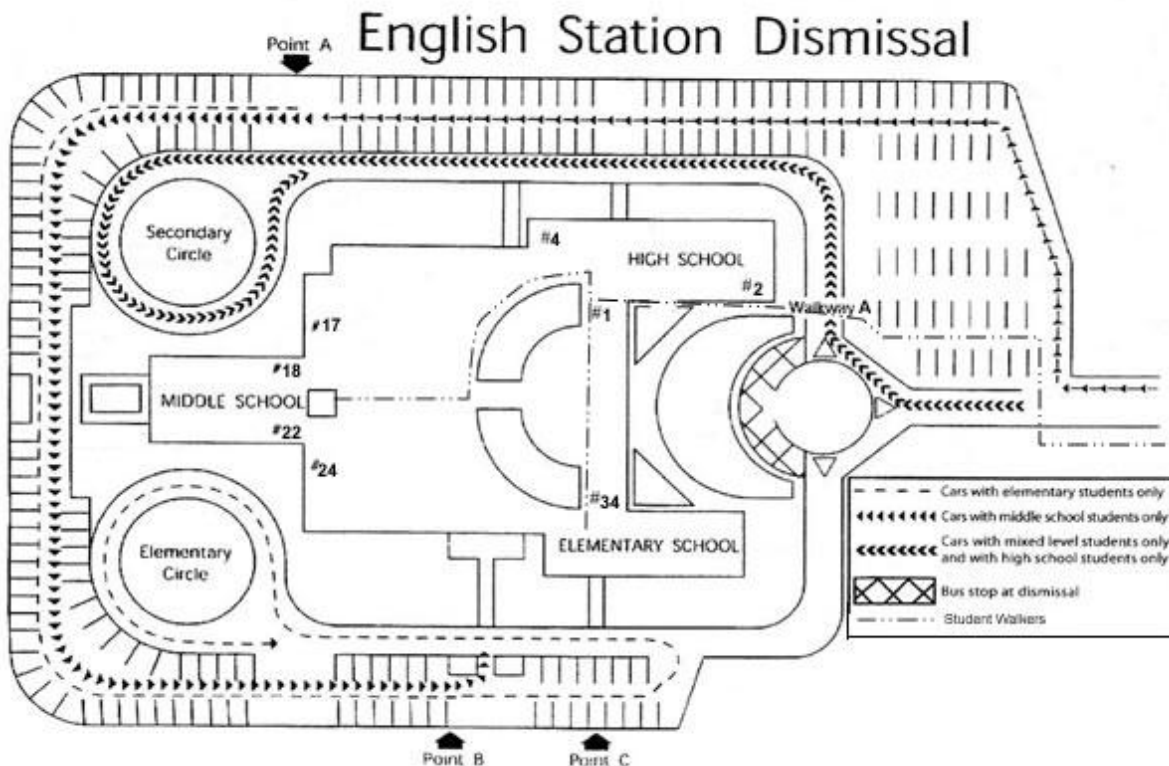 English Station Dismissal
Point A
Secondary
Circle
#4
HIGH SCHOOL
#2
#1
Walkway A
#17
#18
MIDDLE SCHOOL
#22
#24
#34
ELEMENTARY SCHOOL
Elementary
Circle
Cars with elementary students only
Cars with middle school students only
Cars with mixed level students only
and with high school students only
Bus stop at dismissal
Student Walkers
Point B
Point C